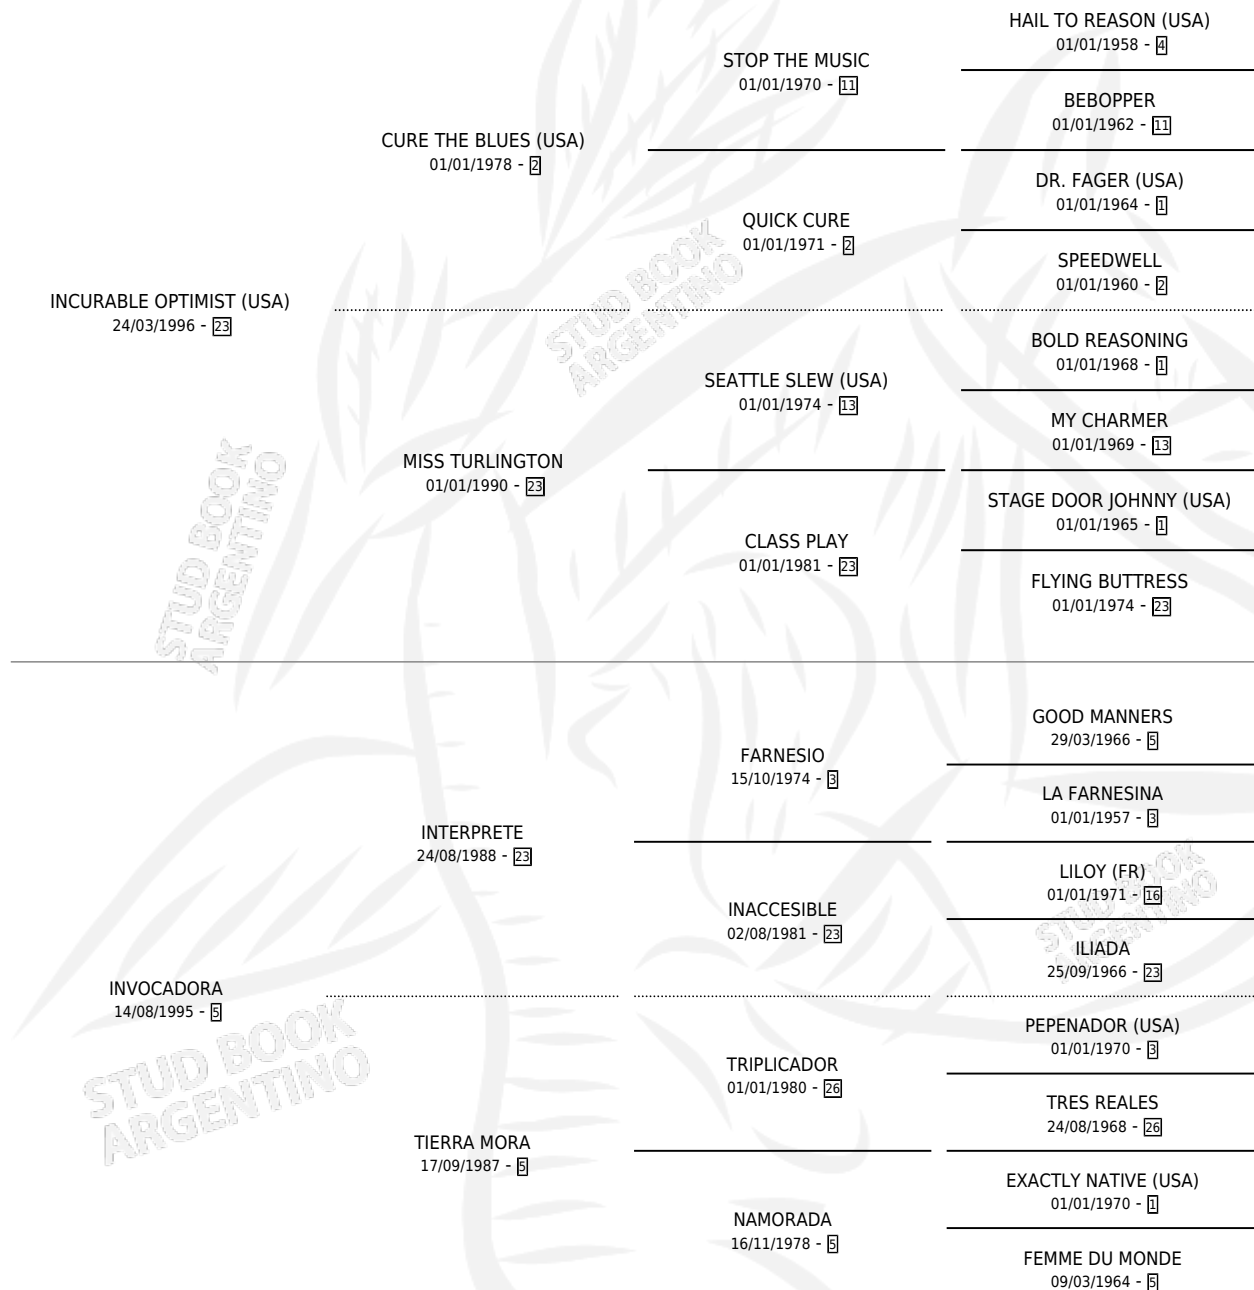 HAIL TO REASON (USA)
01/01/1958 - 4
STOP THE MUSIC
01/01/1970 - 11
BEBOPPER
01/01/1962 - 11
CURE THE BLUES (USA)
01/01/1978 - 2
DR. FAGER (USA)
01/01/1964 - 1
QUICK CURE
01/01/1971 - 2
SPEEDWELL
01/01/1960 - 2
INCURABLE OPTIMIST (USA)
24/03/1996 - 23
BOLD REASONING
01/01/1968 - 1
SEATTLE SLEW (USA)
01/01/1974 - 13
MY CHARMER
01/01/1969 - 13
MISS TURLINGTON
01/01/1990 - 23
STAGE DOOR JOHNNY (USA)
01/01/1965 - 1
CLASS PLAY
01/01/1981 - 23
FLYING BUTTRESS
01/01/1974 - 23
GOOD MANNERS
29/03/1966 - 5
FARNESIO
15/10/1974 - 3
LA FARNESINA
01/01/1957 - 3
INTERPRETE
24/08/1988 - 23
LILOY (FR)
01/01/1971 - 16
INACCESIBLE
02/08/1981 - 23
ILIADA
25/09/1966 - 23
INVOCADORA
14/08/1995 - 5
PEPENADOR (USA)
01/01/1970 - 3
TRIPLICADOR
01/01/1980 - 26
TRES REALES
24/08/1968 - 26
TIERRA MORA
17/09/1987 - 5
EXACTLY NATIVE (USA)
01/01/1970 - 1
NAMORADA
16/11/1978 - 5
FEMME DU MONDE
09/03/1964 - 5
STUD BOOK
ARGENTINO
STUD BOOK
ARGENTINO
STUD BOOK
ARGENTINO
STUD BOOK
ARGENTINO